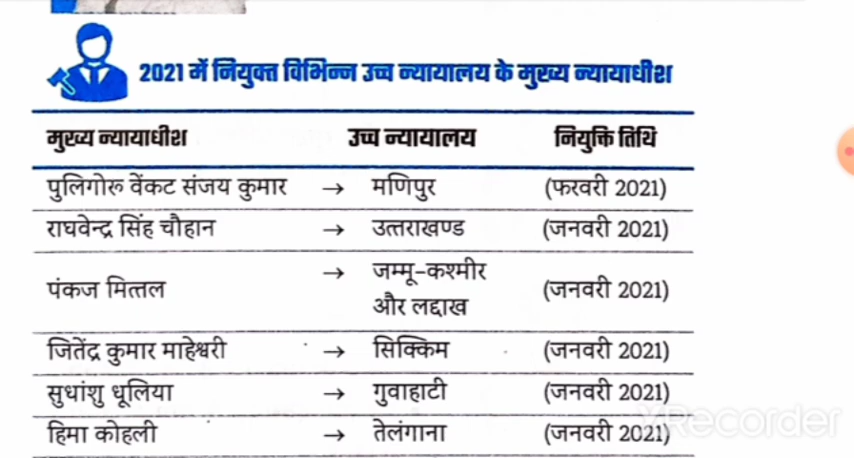 2021 में नियुक्त विभिन्न उच्च न्यायालय के मुख्य न्यायाधीश
मुख्य न्यायाधीश उच्च न्यायालय नियुक्ति तिथि
पुलिगोरू वेंकट संजय कुमार → मणिपुर (फरवरी 2021)
राघवेन्द्र सिंह चौहान → उत्तराखण्ड (जनवरी 2021)
पंकज मित्तल → जम्मू-कश्मीर और लद्दाख (जनवरी 2021)
जितेंद्र कुमार माहेश्वरी → सिक्किम (जनवरी 2021)
सुधांशु धूलिया → गुवाहाटी (जनवरी 2021)
हिमा कोहली → तेलंगाना (जनवरी 2021)
XRecorder